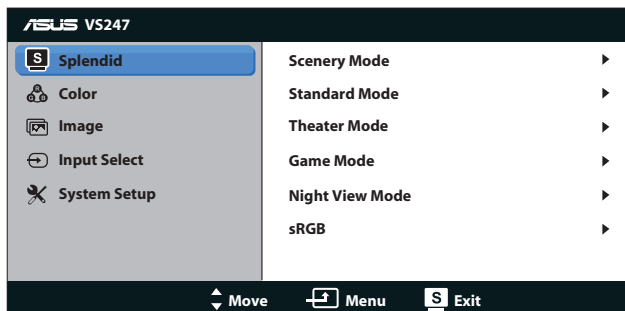 ASUS VS247
S Splendid
Color
Image
Input Select
System Setup
Scenery Mode
Standard Mode
Theater Mode
Game Mode
Night View Mode
sRGB
Move Menu S Exit